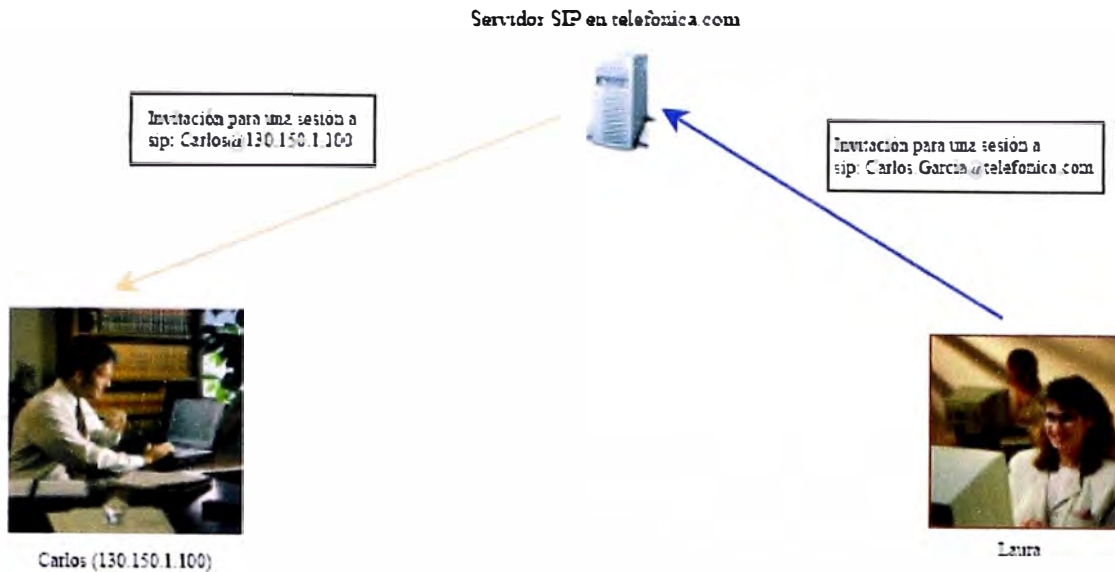 Servidor SIP en telefonica.com
Invitación para una sesión a
sip: Carlos@130.150.1.100
Invitación para una sesión a
sip: Carlos.Garcia@telefonica.com
Carlos (130.150.1.100)
Laura